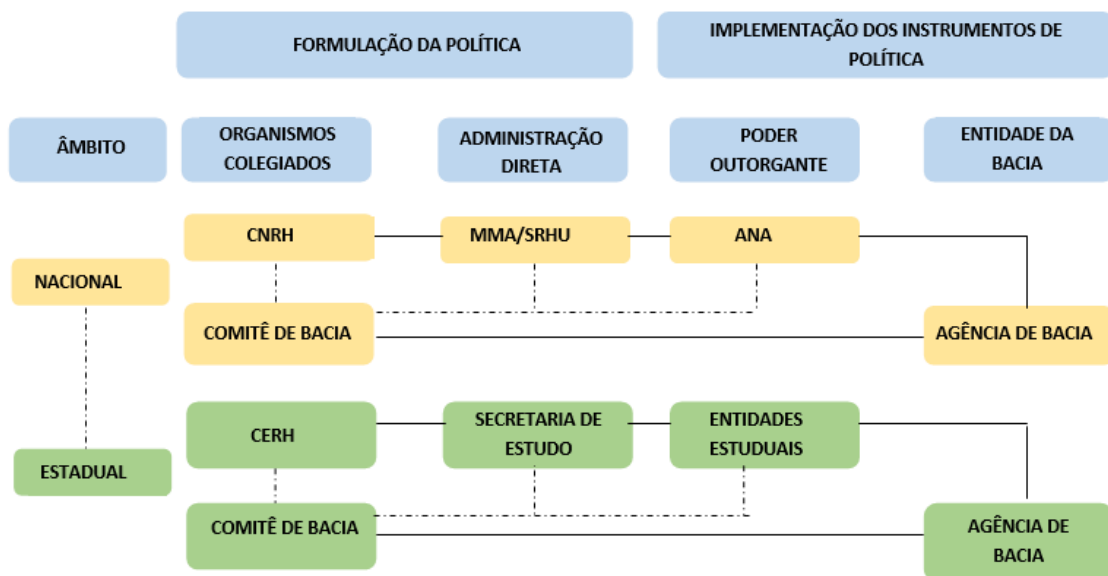 FORMULAÇÃO DA POLÍTICA
IMPLEMENTAÇÃO DOS INSTRUMENTOS DE
POLÍTICA
ÂMBITO
ORGANISMOS
COLEGIADOS
ADMINISTRAÇÃO
DIRETA
PODER
OUTORGANTE
ENTIDADE DA
BACIA
CNRH
MMA/SRHU
ANA
NACIONAL
COMITÊ DE BACIA
AGÊNCIA DE BACIA
CERH
SECRETARIA DE
ESTUDO
ENTIDADES
ESTUDUAIS
ESTADUAL
COMITÊ DE BACIA
AGÊNCIA DE
BACIA